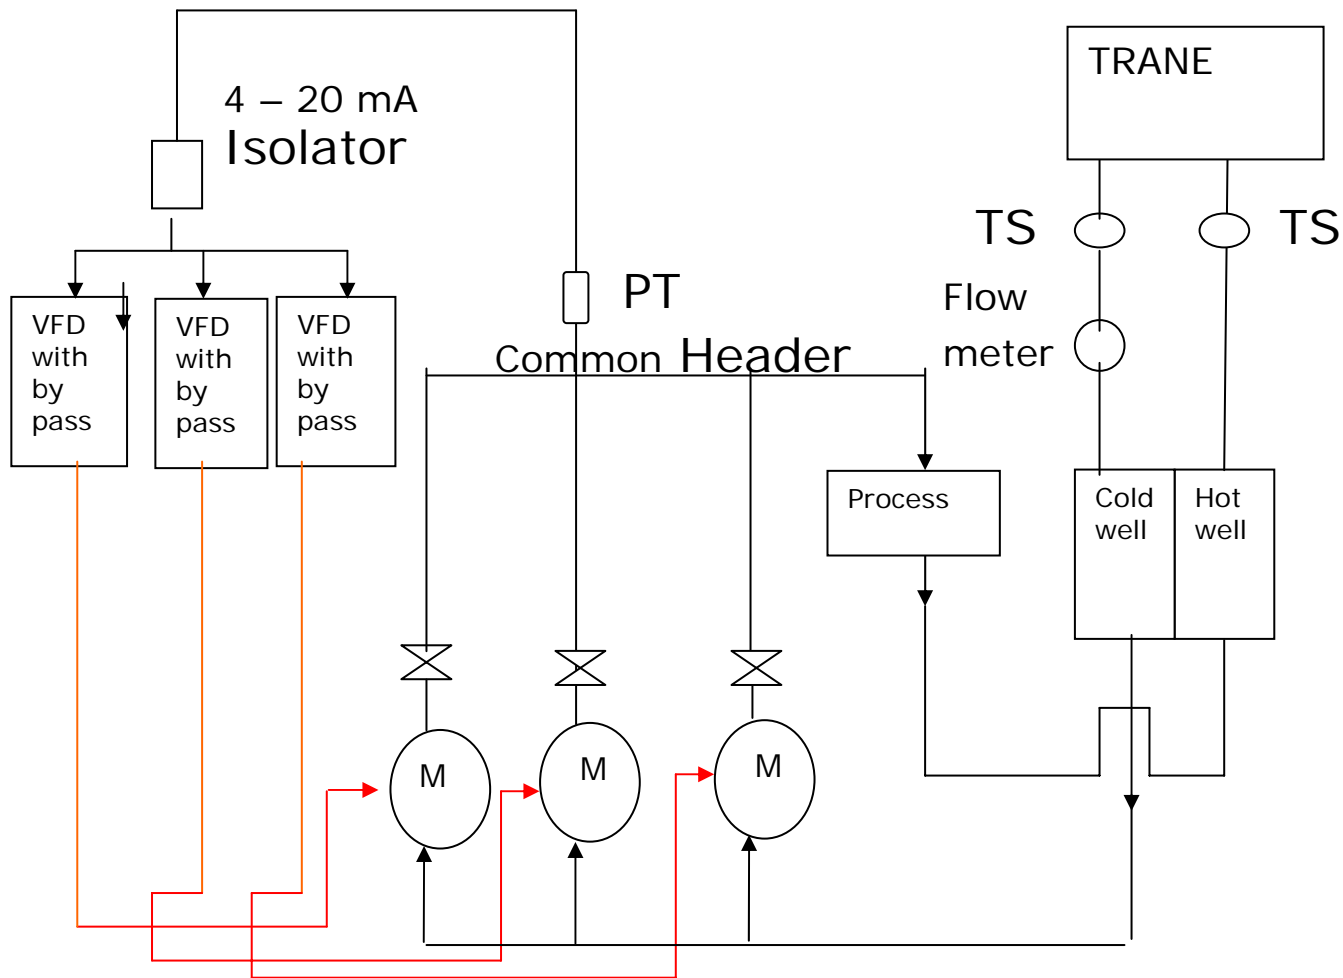 TRANE
4 – 20 mA
Isolator
TS
TS
PT
Flow
meter
Common Header
VFD
with
by
pass
VFD
with
by
pass
VFD
with
by
pass
Process
Cold
well
Hot
well
M
M
M